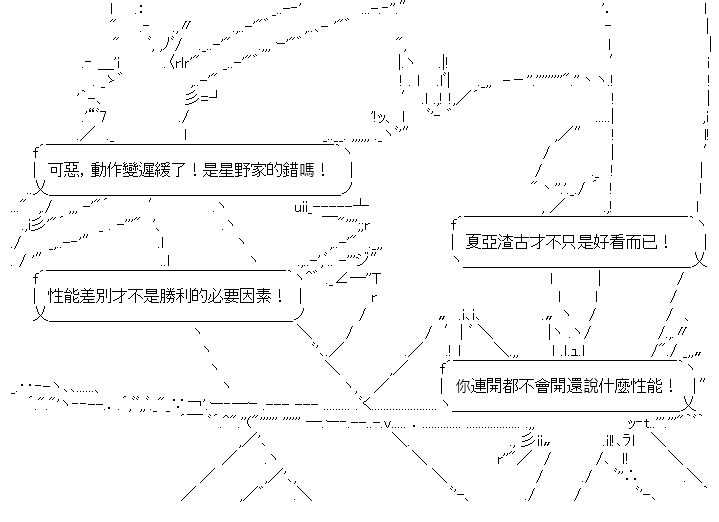 可惡，動作變遲緩了！是星野家的錯嗎！
夏亞渣古才不只是好看而已！
性能差別才不是勝利的必要因素！
你連開都不會開還說什麼性能！